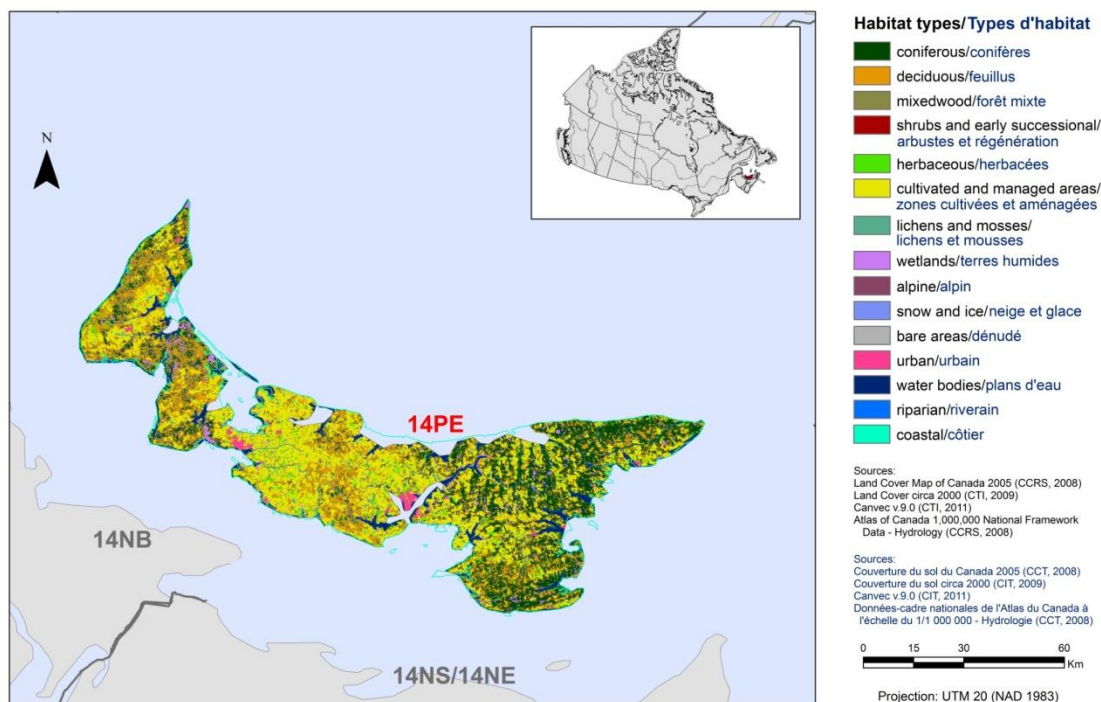 N
14PE
14NB
14NS/14NE
Habitat types/Types d'habitat
coniferous/conifères
deciduous/feuillus
mixedwood/forêt mixte
shrubs and early successional/
arbustes et régénération
herbaceous/herbacées
cultivated and managed areas/
zones cultivées et aménagées
lichens and mosses/
lichens et mousses
wetlands/terres humides
alpine/alpin
snow and ice/neige et glace
bare areas/dénudé
urban/urbain
water bodies/plans d'eau
riparian/riverain
coastal/côtier
Sources:
Land Cover Map of Canada 2005 (CCRS, 2008)
Land Cover circa 2000 (CTI, 2009)
Canvec v.9.0 (CTI, 2011)
Atlas of Canada 1,000,000 National Framework
Data - Hydrology (CCRS, 2008)
Sources:
Couverture du sol du Canada 2005 (CCT, 2008)
Couverture du sol circa 2000 (CIT, 2009)
Canvec v.9.0 (CIT, 2011)
Données-cadre nationales de l'Atlas du Canada à
l'échelle du 1/1 000 000 - Hydrologie (CCT, 2008)
0 15 30 60
Km
Projection: UTM 20 (NAD 1983)